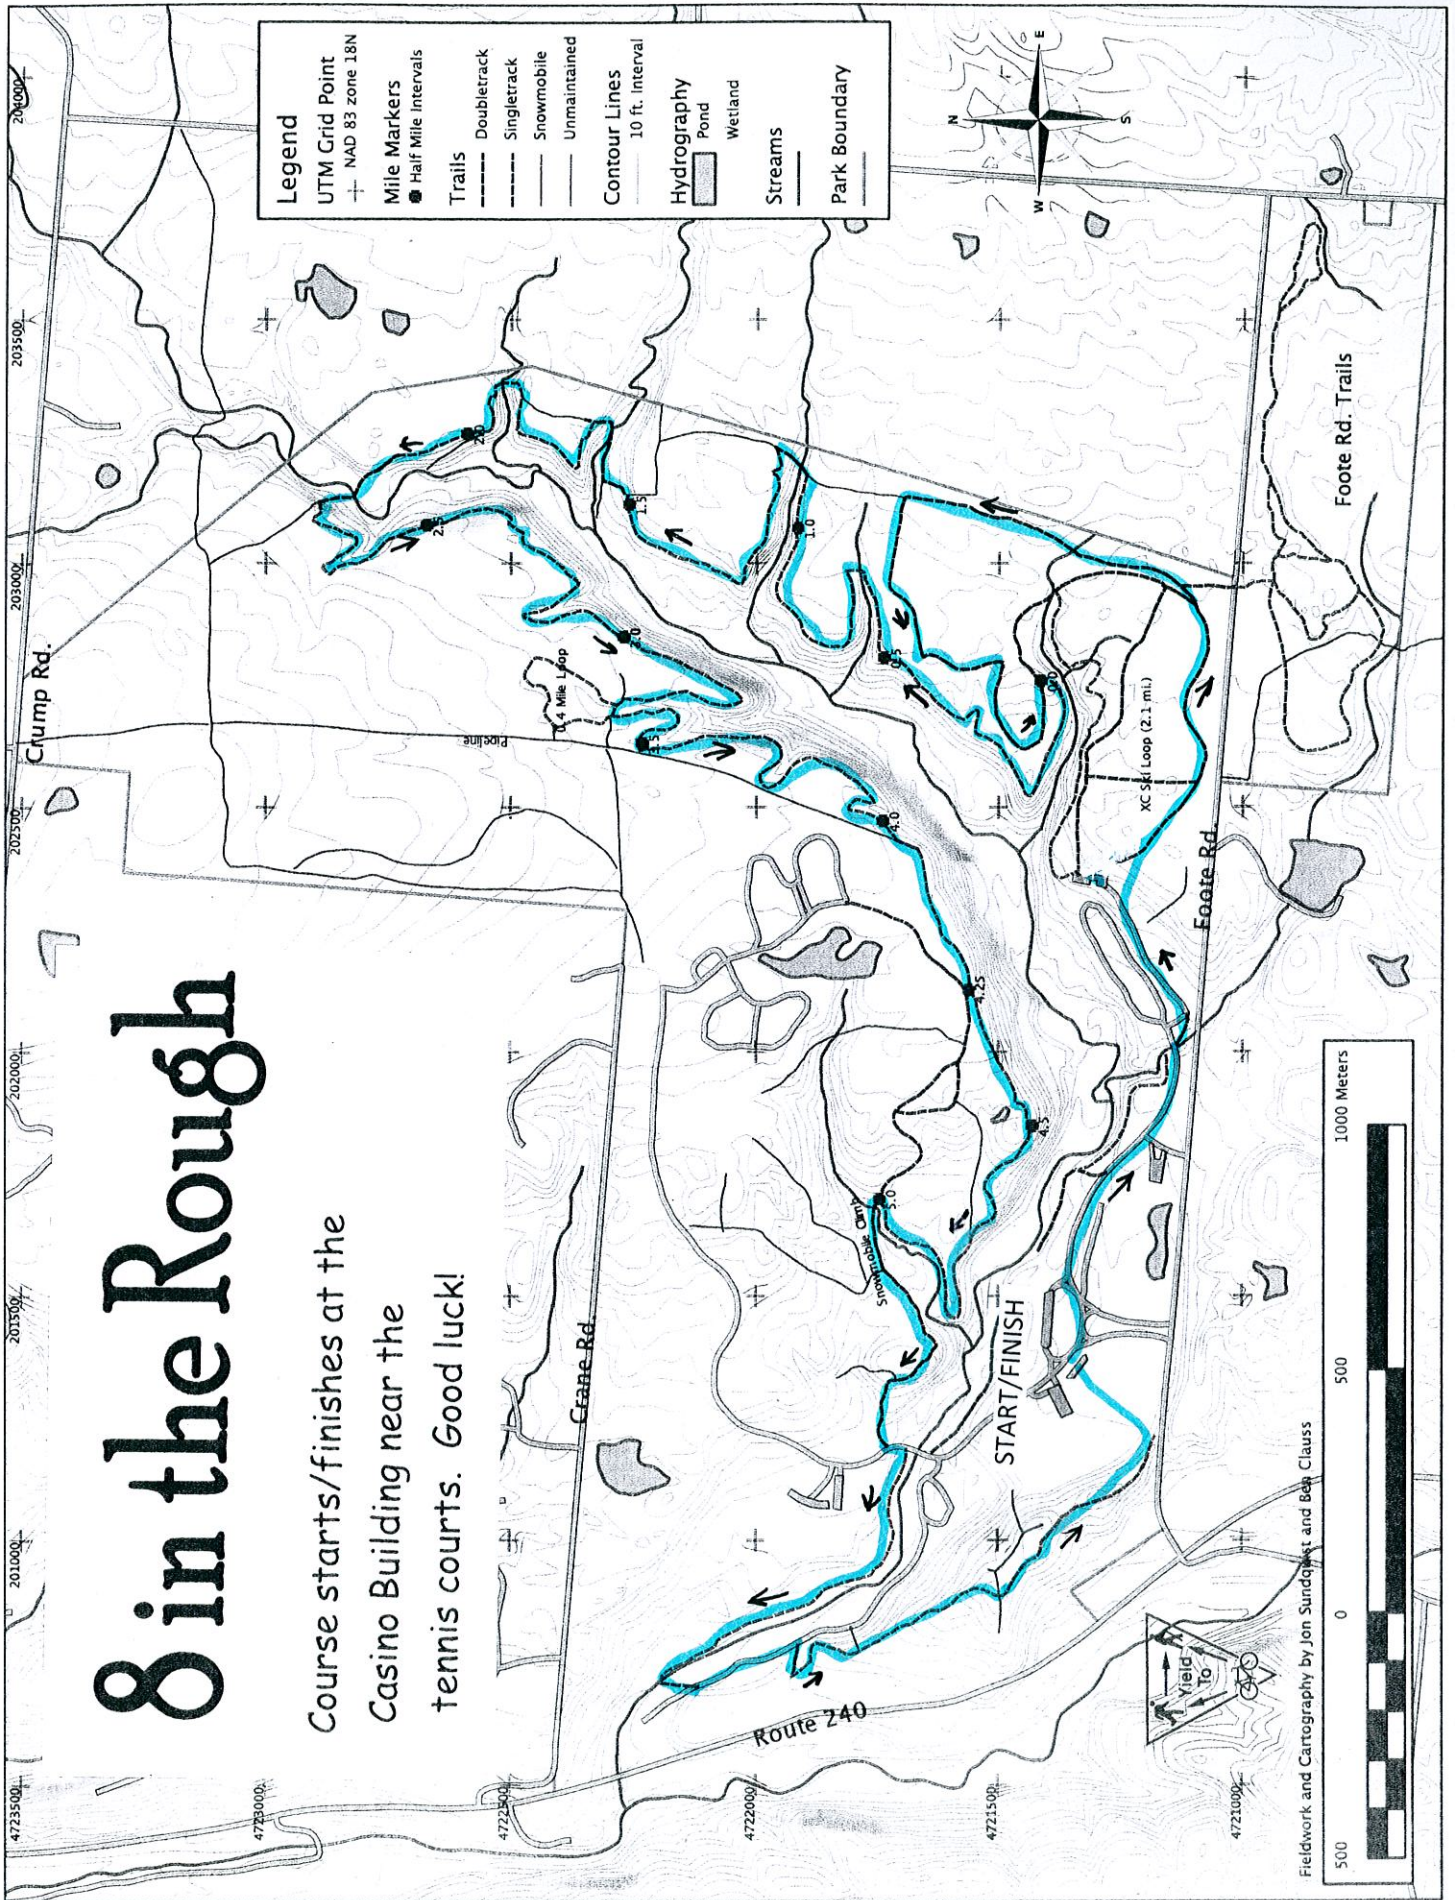 8 in the Rough
Course starts/finishes at the
Casino Building near the
tennis courts. Good luck!
Legend
UTM Grid Point
NAD 83 zone 18N
Mile Markers
Half Mile Intervals
Trails
Doubletrack
Singletrack
Snowmobile
Unmaintained
Contour Lines
10 ft. Interval
Hydrography
Pond
Wetland
Streams
Park Boundary
N
E
S
W
201000
201500
202000
202500
203000
203500
204000
4723500
4723000
4722500
4722000
4721500
4721000
Crump Rd.
Pipeline
0.4 Mile Loop
Crane Rd.
Snowmobile Climb
START/FINISH
Route 240
XC Ski Loop (2.1 mi.)
Foote Rd.
Foote Rd. Trails
0.0
0.5
1.0
1.5
2.0
2.5
3.0
3.5
4.0
4.25
4.5
5.0
Yield
To
Fieldwork and Cartography by Jon Sundquist and Ben Clauss
500
0
500
1000 Meters